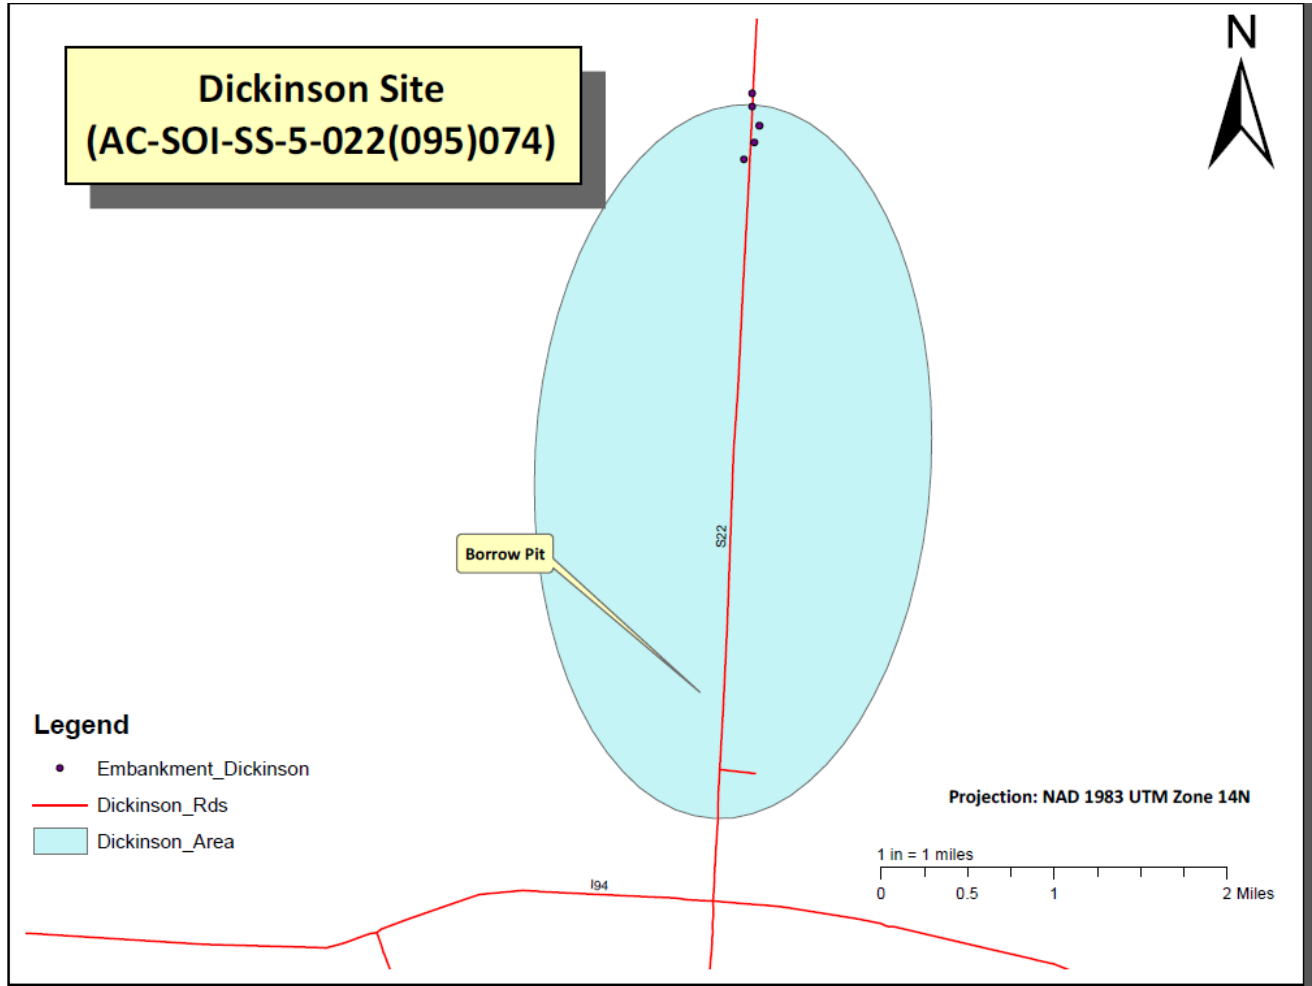 N
Dickinson Site
(AC-SOI-SS-5-022(095)074)
S22
Borrow Pit
Legend
Embankment_Dickinson
Dickinson_Rds
Dickinson_Area
Projection: NAD 1983 UTM Zone 14N
1 in = 1 miles
0 0.5 1 2 Miles
I94